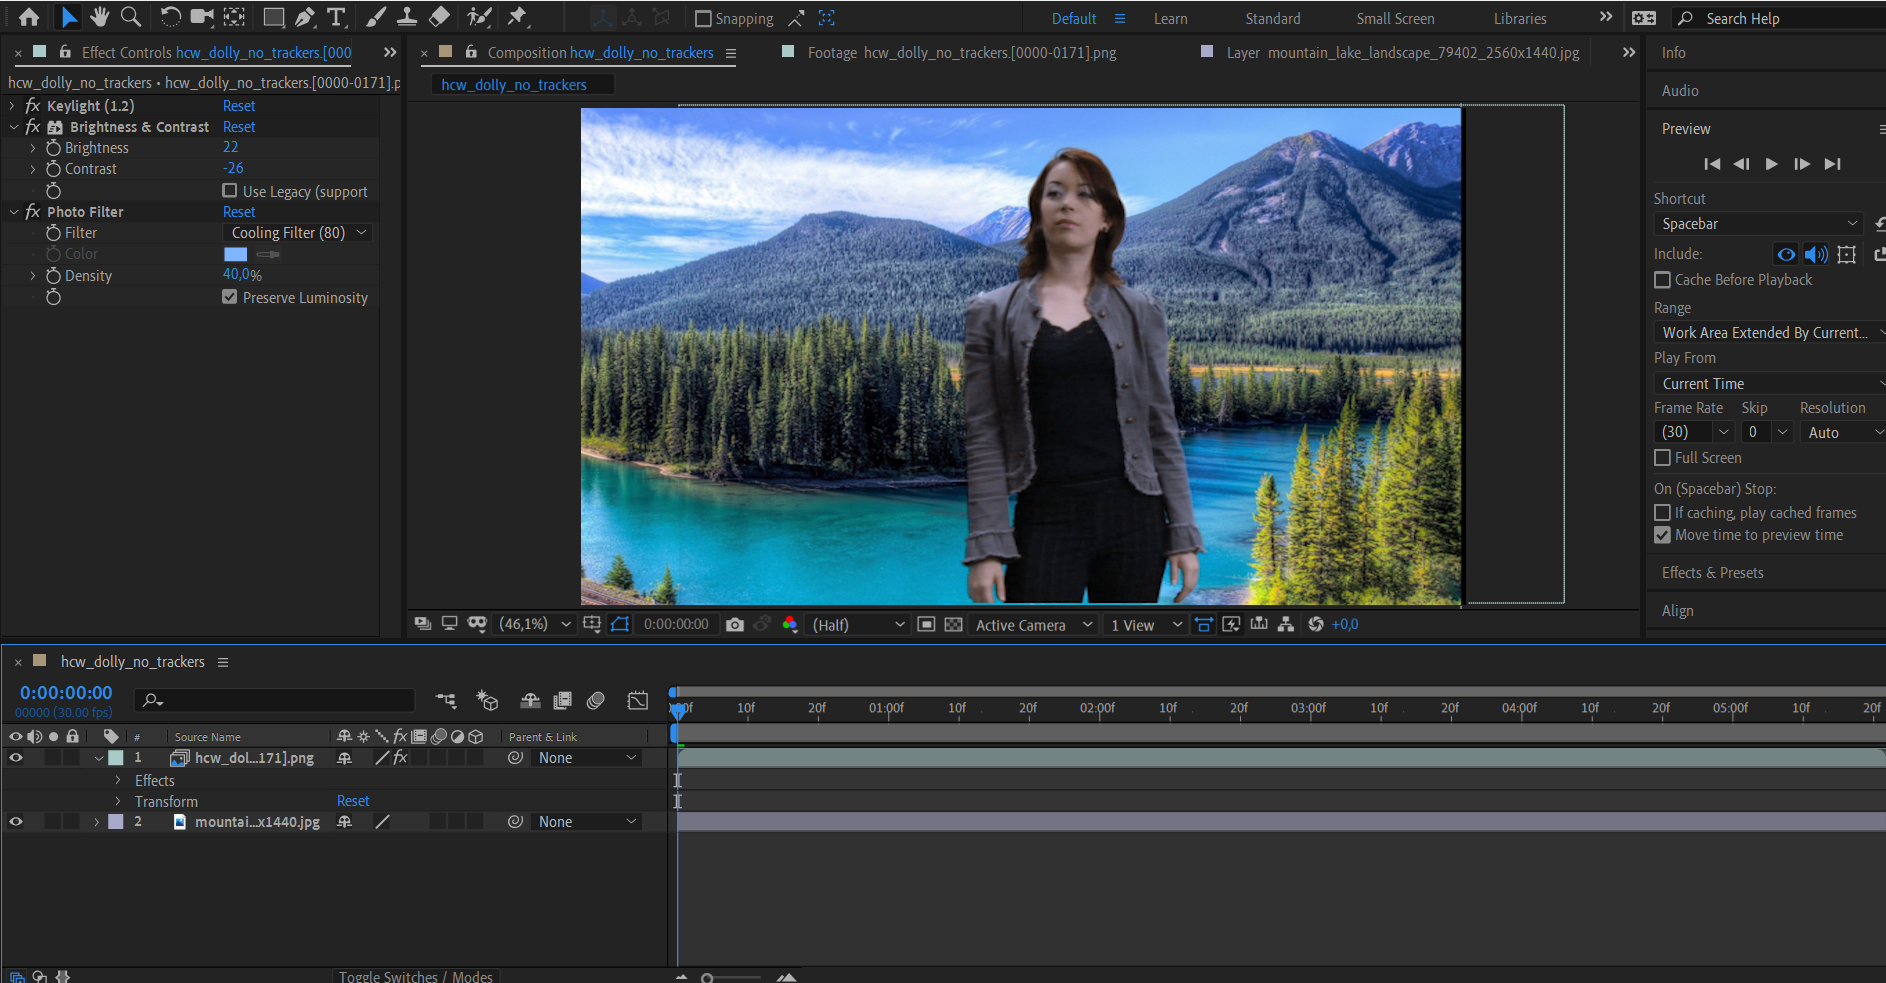 Snapping
Default
Learn
Standard
Small Screen
Libraries
Search Help
Effect Controls hcw_dolly_no_trackers.[000
Composition hcw_dolly_no_trackers
Footage hcw_dolly_no_trackers.[0000-0171].png
Layer mountain_lake_landscape_79402_2560x1440.jpg
Info
hcw_dolly_no_trackers • hcw_dolly_no_trackers.[0000-0171].p
hcw_dolly_no_trackers
fx Keylight (1.2) Reset
fx Brightness & Contrast Reset
Brightness 22
Contrast -26
Use Legacy (support
fx Photo Filter Reset
Filter Cooling Filter (80)
Color
Density 40,0%
Preserve Luminosity
Audio
Preview
Shortcut
Spacebar
Include:
Cache Before Playback
Range
Work Area Extended By Current...
Play From
Current Time
Frame Rate Skip Resolution
(30) 0 Auto
Full Screen
On (Spacebar) Stop:
If caching, play cached frames
Move time to preview time
Effects & Presets
Align
(46,1%) 0:00:00:00 (Half) Active Camera 1 View +0,0
hcw_dolly_no_trackers
0:00:00:00
00000 (30.00 fps)
10f 20f 01:00f 10f 20f 02:00f 10f 20f 03:00f 10f 20f 04:00f 10f 20f 05:00f 10f 20f
# Source Name fx Parent & Link
1 hcw_dol...171].png fx None
Effects
Transform Reset
2 mountai...x1440.jpg None
Toggle Switches / Modes